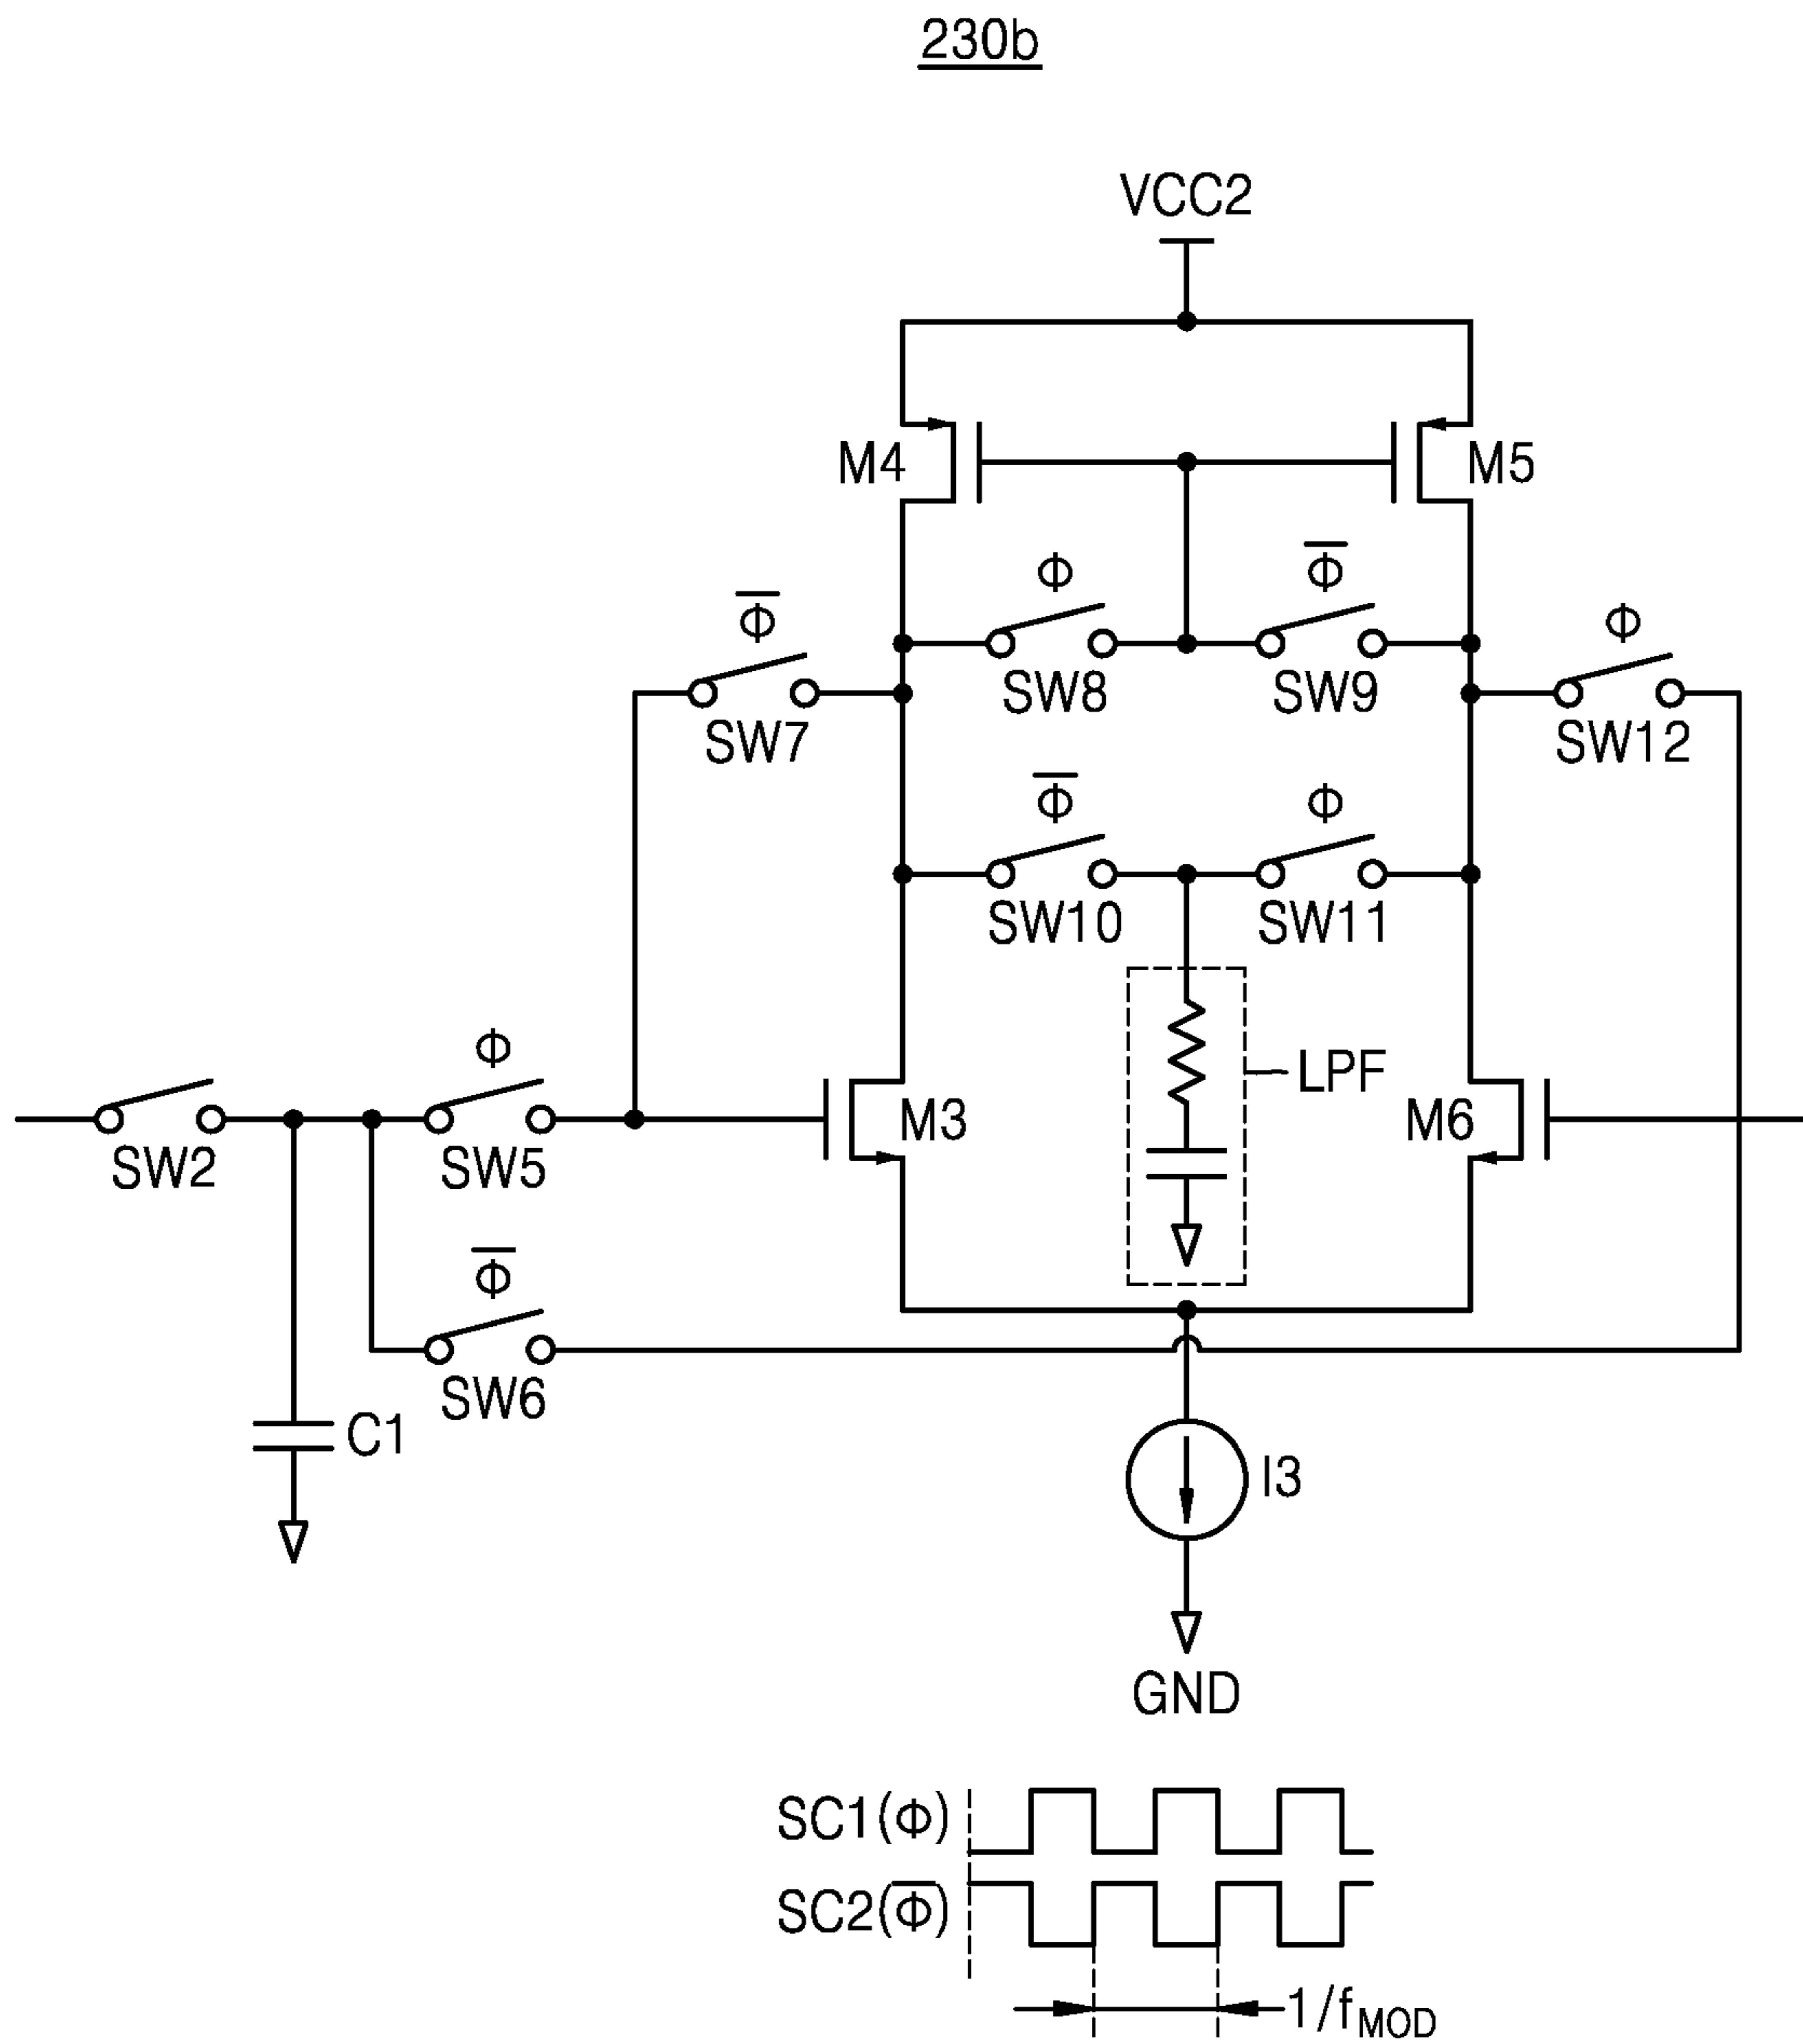 230b
VCC2
M4
M5
Φ
Φ̅
Φ̅
Φ
SW7
SW8
SW9
SW12
Φ̅
Φ
SW10
SW11
Φ
LPF
M3
M6
SW2
SW5
Φ̅
SW6
C1
I3
GND
SC1(Φ)
SC2(Φ̅)
1/fMOD